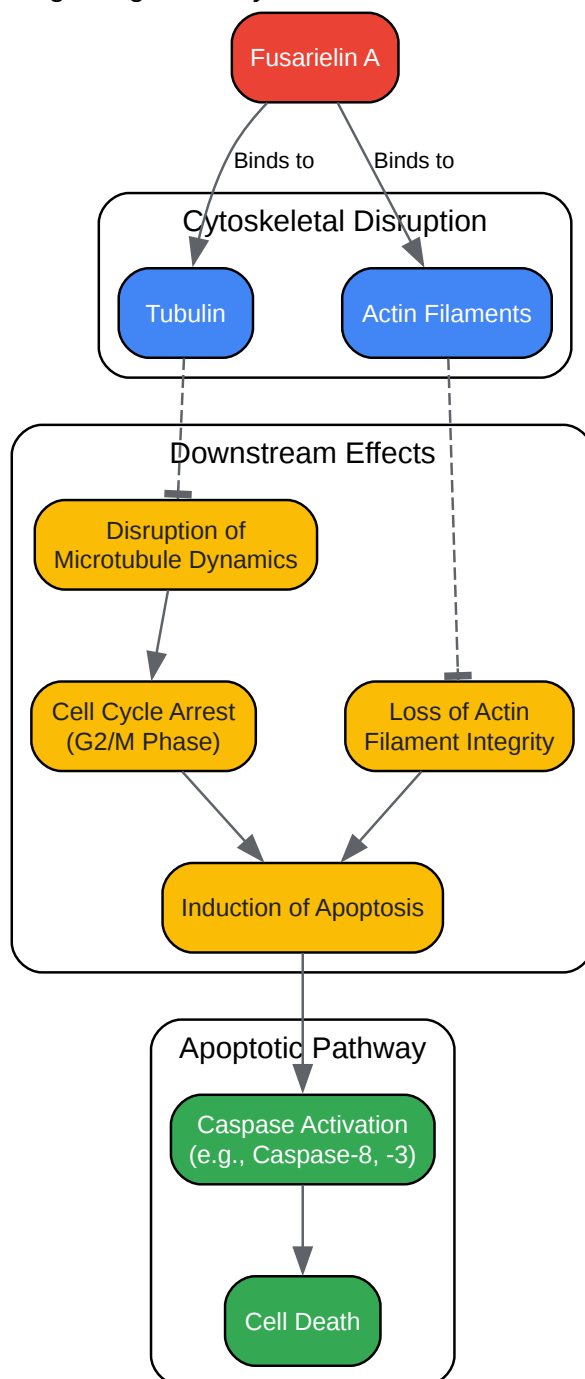 Fusarielin A
Binds to
Binds to
Cytoskeletal Disruption
Tubulin
Actin Filaments
Downstream Effects
Disruption of
Microtubule Dynamics
Cell Cycle Arrest
(G2/M Phase)
Loss of Actin
Filament Integrity
Induction of Apoptosis
Apoptotic Pathway
Caspase Activation
(e.g., Caspase-8, -3)
Cell Death